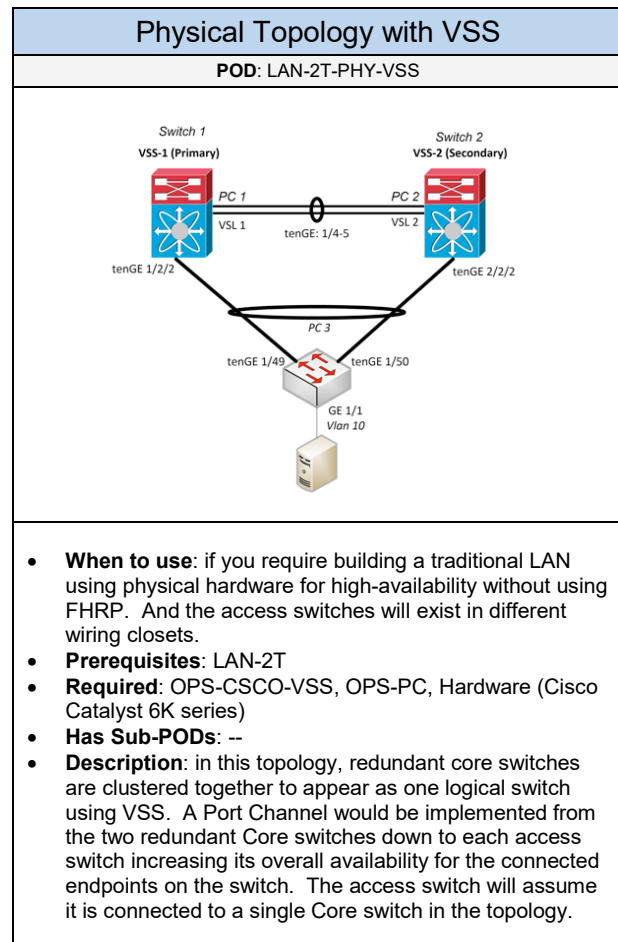 Physical Topology with VSS
POD: LAN-2T-PHY-VSS
Switch 1
VSS-1 (Primary)
Switch 2
VSS-2 (Secondary)
PC 1
PC 2
VSL 1
VSL 2
tenGE: 1/4-5
tenGE 1/2/2
tenGE 2/2/2
PC 3
tenGE 1/49
tenGE 1/50
GE 1/1
Vlan 10
• When to use: if you require building a traditional LAN
using physical hardware for high-availability without using
FHRP. And the access switches will exist in different
wiring closets.
• Prerequisites: LAN-2T
• Required: OPS-CSCO-VSS, OPS-PC, Hardware (Cisco
Catalyst 6K series)
• Has Sub-PODs: --
• Description: in this topology, redundant core switches
are clustered together to appear as one logical switch
using VSS. A Port Channel would be implemented from
the two redundant Core switches down to each access
switch increasing its overall availability for the connected
endpoints on the switch. The access switch will assume
it is connected to a single Core switch in the topology.